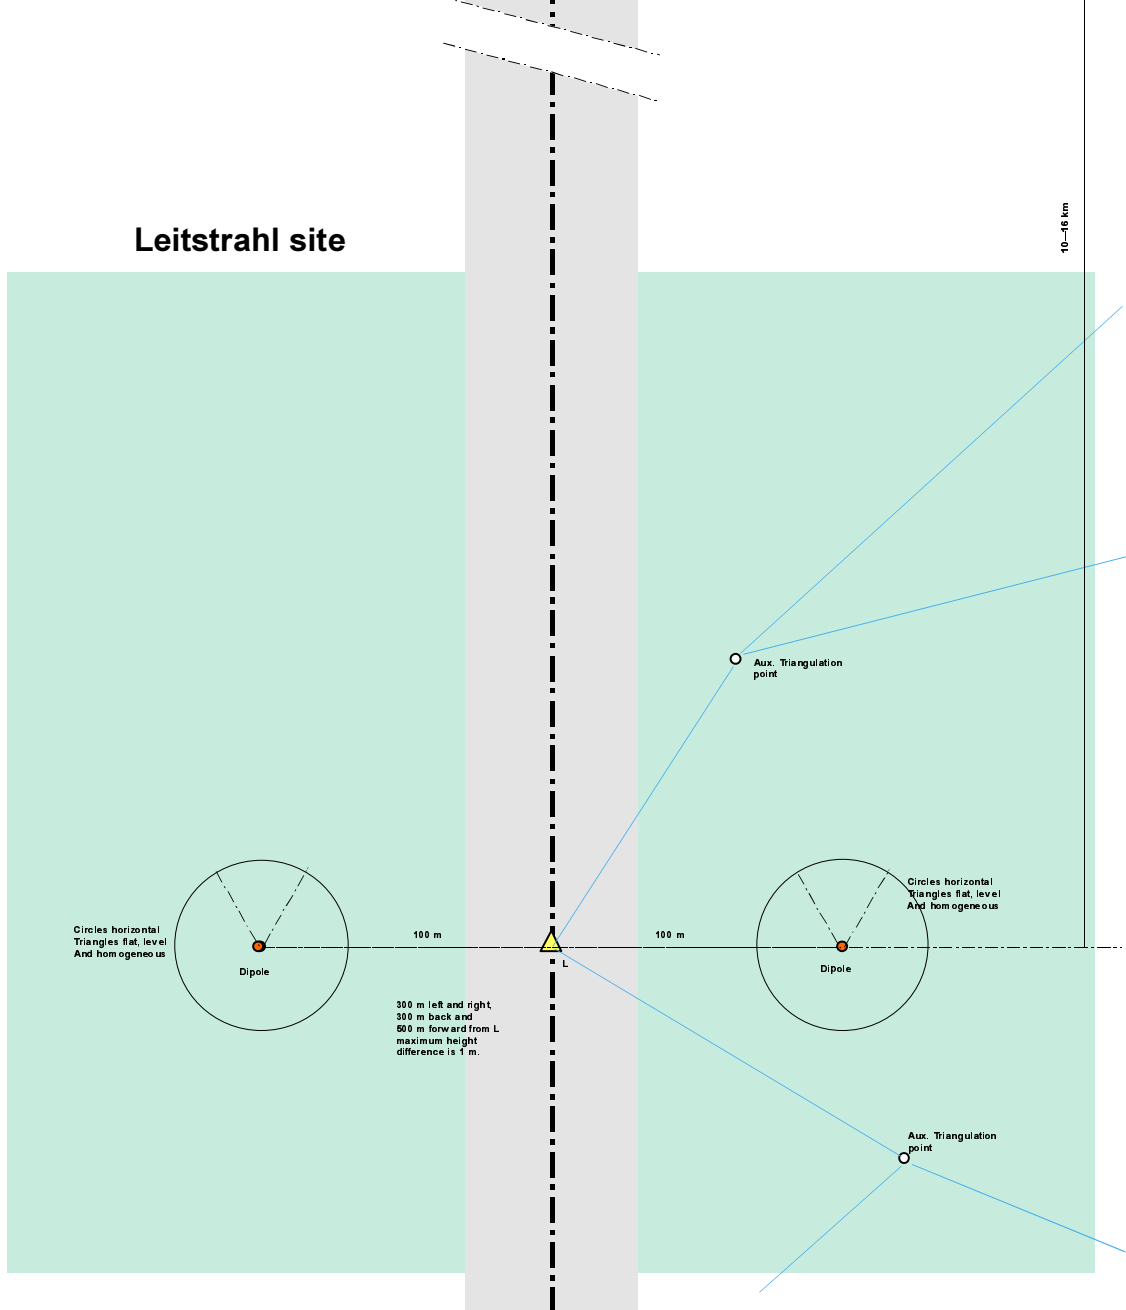 10—16 km
Leitstrahl site
Aux. Triangulation
point
Circles horizontal
Triangles flat, level
And homogeneous
Circles horizontal
Triangles flat, level
And homogeneous
100 m
100 m
L
Dipole
Dipole
300 m left and right,
300 m back and
500 m forward from L
maximum height
difference is 1 m.
Aux. Triangulation
point